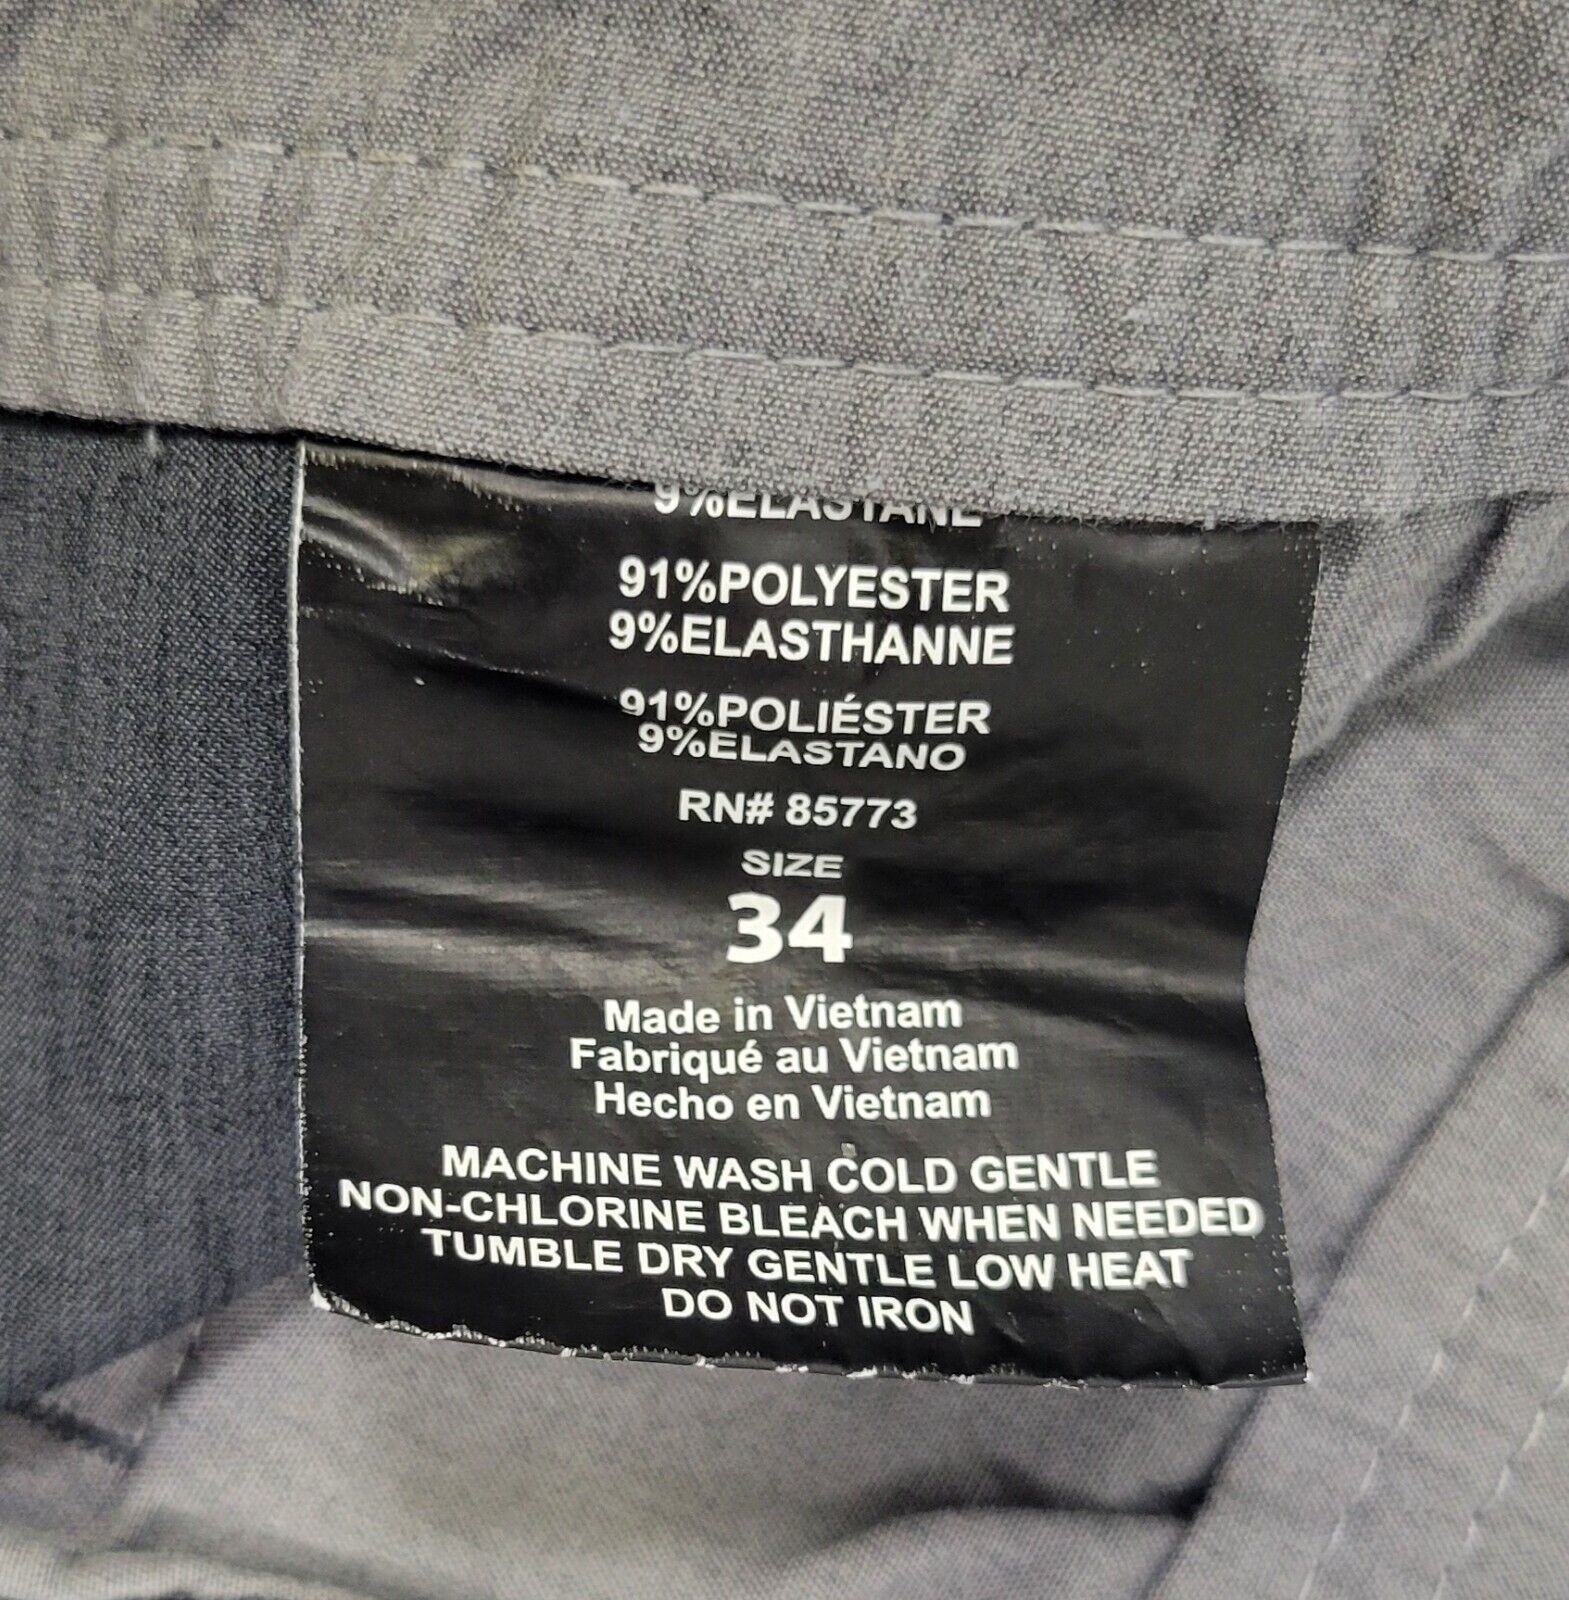 9%ELASTANE
91%POLYESTER
9%ELASTHANNE
91%POLIÉSTER
9%ELASTANO
RN# 85773
SIZE
34
Made in Vietnam
Fabriqué au Vietnam
Hecho en Vietnam
MACHINE WASH COLD GENTLE
NON-CHLORINE BLEACH WHEN NEEDED
TUMBLE DRY GENTLE LOW HEAT
DO NOT IRON